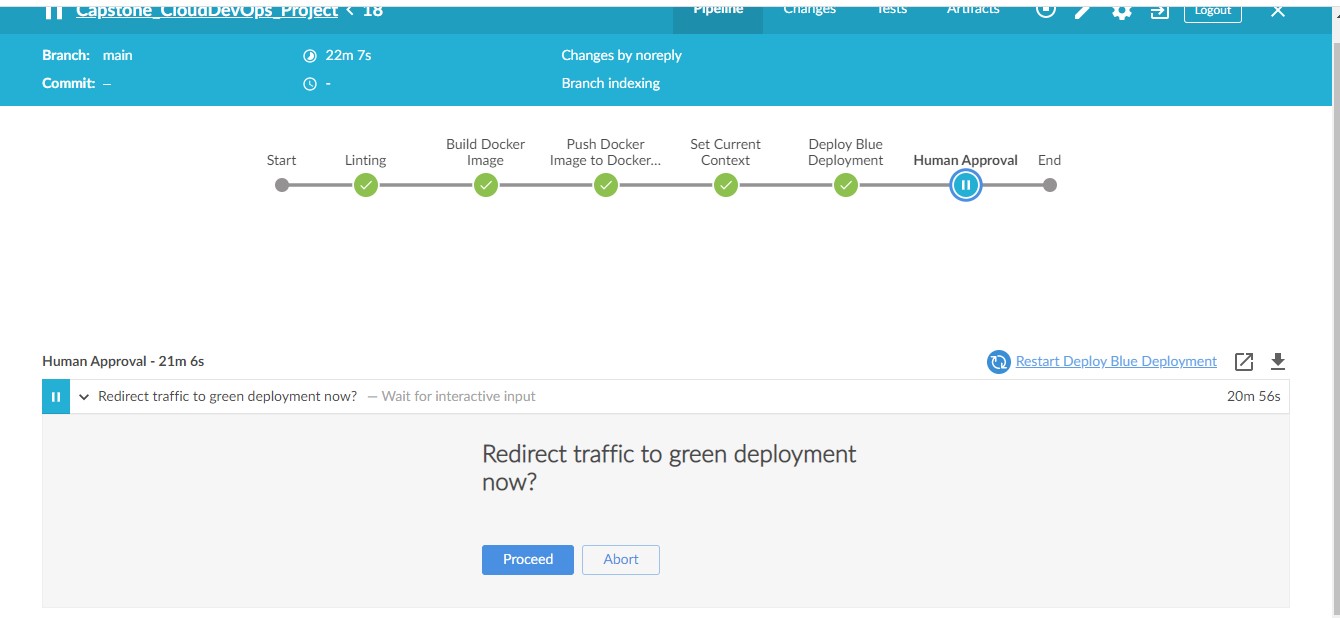 Capstone_CloudDevOps_Project < 18
Pipeline Changes Tests Artifacts Logout
Branch: main 22m 7s Changes by noreply
Commit: – - Branch indexing
Start
Linting
Build Docker
Image
Push Docker
Image to Docker...
Set Current
Context
Deploy Blue
Deployment
Human Approval
End
Human Approval - 21m 6s Restart Deploy Blue Deployment
Redirect traffic to green deployment now? — Wait for interactive input 20m 56s
Redirect traffic to green deployment
now?
Proceed Abort